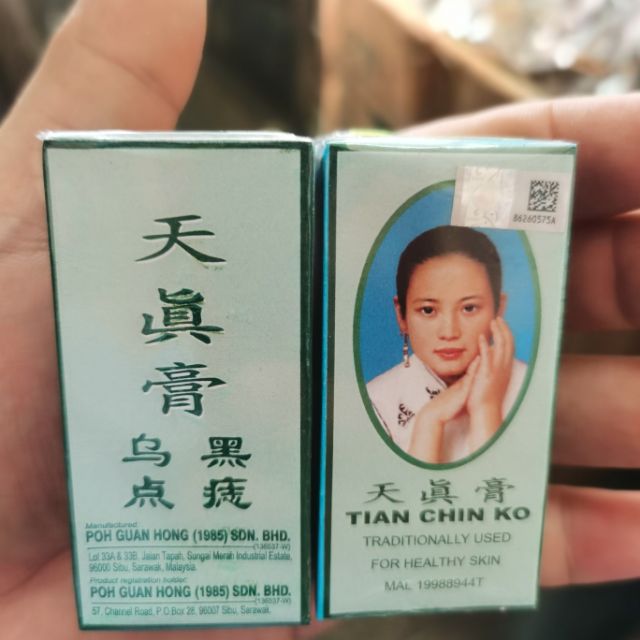 天
眞
膏
黑痣
乌点
Manufactured:
POH GUAN HONG (1985) SDN. BHD.
(136037-W)
Lot 33A & 33B, Jalan Tapah, Sungai Merah Industrial Estate,
96000 Sibu, Sarawak, Malaysia.
Product registration holder:
POH GUAN HONG (1985) SDN. BHD.
(136037-W)
57, Channel Road, P.O.Box 28, 96007 Sibu, Sarawak.
86260575A
天眞膏
TIAN CHIN KO
TRADITIONALLY USED
FOR HEALTHY SKIN
MAL 19988944T